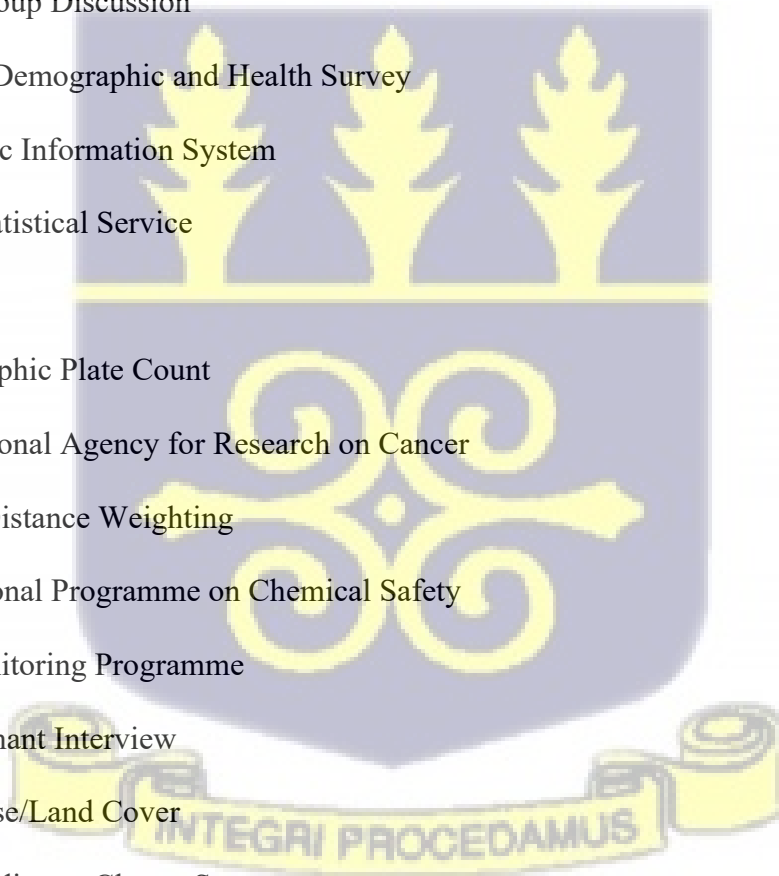 oup Discussion
Demographic and Health Survey
c Information System
tistical Service
phic Plate Count
onal Agency for Research on Cancer
istance Weighting
onal Programme on Chemical Safety
itoring Programme
nant Interview
se/Land Cover
INTEGRI PROCEDAMUS